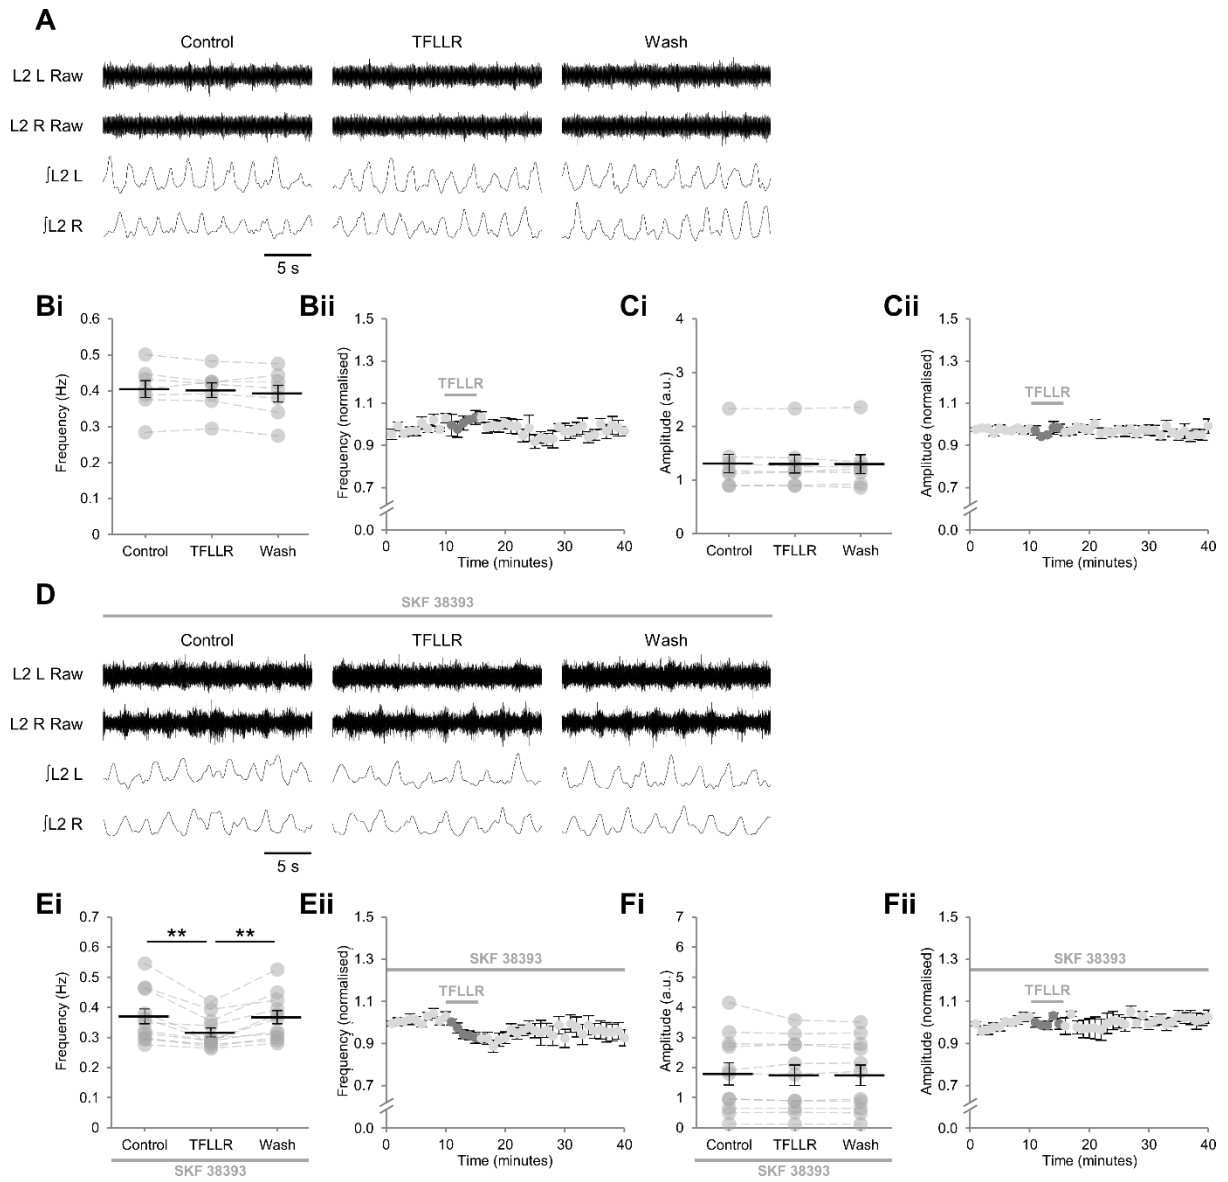 A
Control TFLLR Wash
L2 L Raw
L2 R Raw
∫L2 L
∫L2 R
5 s
Bi
Frequency (Hz)
0.6
0.5
0.4
0.3
0.2
0.1
0
Control TFLLR Wash
Bii
Frequency (normalised)
1.5
1.3
1.1
0.9
0.7
0.0
TFLLR
0 10 20 30 40
Time (minutes)
Ci
Amplitude (a.u.)
4
3
2
1
0
Control TFLLR Wash
Cii
Amplitude (normalised)
1.5
1.3
1.1
0.9
0.7
0.0
TFLLR
0 10 20 30 40
Time (minutes)
D
SKF 38393
Control TFLLR Wash
L2 L Raw
L2 R Raw
∫L2 L
∫L2 R
5 s
Ei
Frequency (Hz)
0.7
0.6
0.5
0.4
0.3
0.2
0.1
0
** **
Control TFLLR Wash
SKF 38393
Eii
Frequency (normalised)
1.5
1.3
1.1
0.9
0.7
0.0
SKF 38393
TFLLR
0 10 20 30 40
Time (minutes)
Fi
Amplitude (a.u.)
7
6
5
4
3
2
1
0
Control TFLLR Wash
SKF 38393
Fii
Amplitude (normalised)
1.5
1.3
1.1
0.9
0.7
0.0
SKF 38393
TFLLR
0 10 20 30 40
Time (minutes)